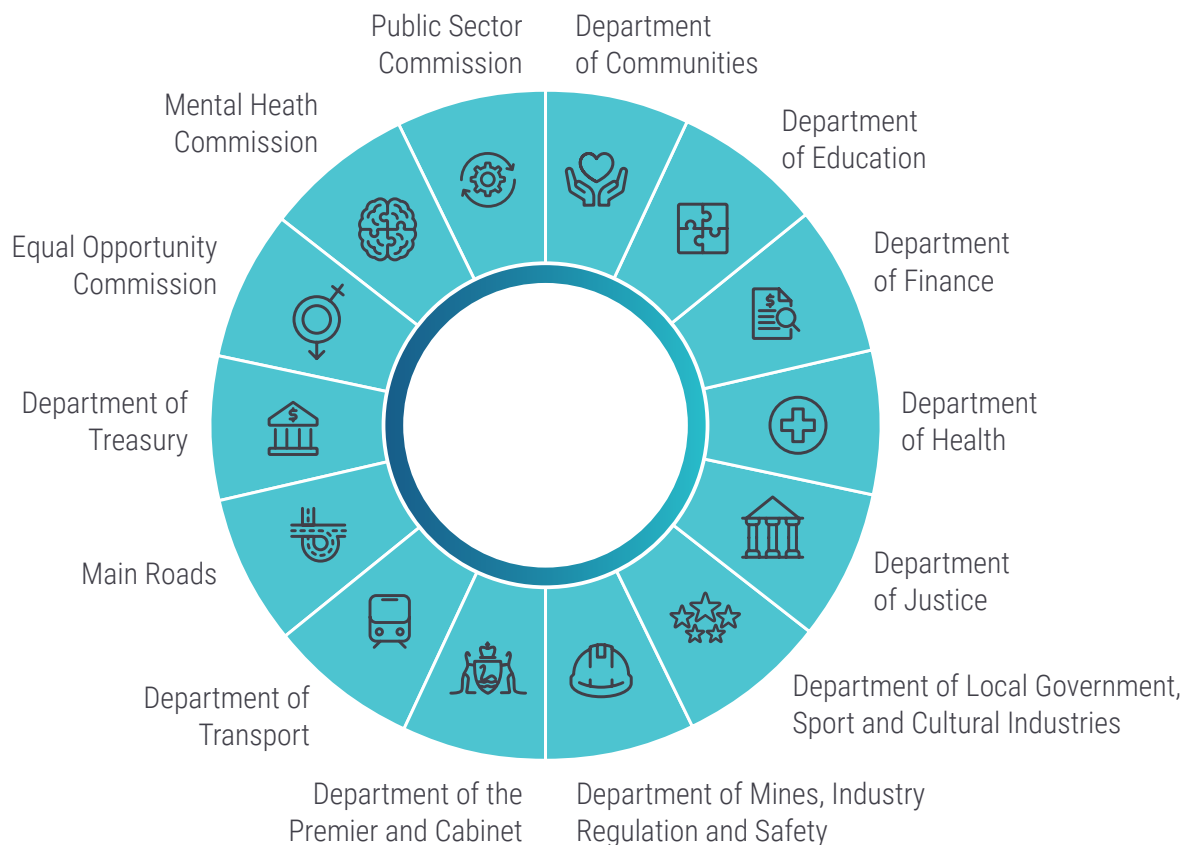 Public Sector
Commission
Department
of Communities
Department
of Education
Department
of Finance
Department
of Health
Department
of Justice
Department of Local Government,
Sport and Cultural Industries
Department of Mines, Industry
Regulation and Safety
Department of the
Premier and Cabinet
Department of
Transport
Main Roads
Department of
Treasury
Equal Opportunity
Commission
Mental Heath
Commission
$
$